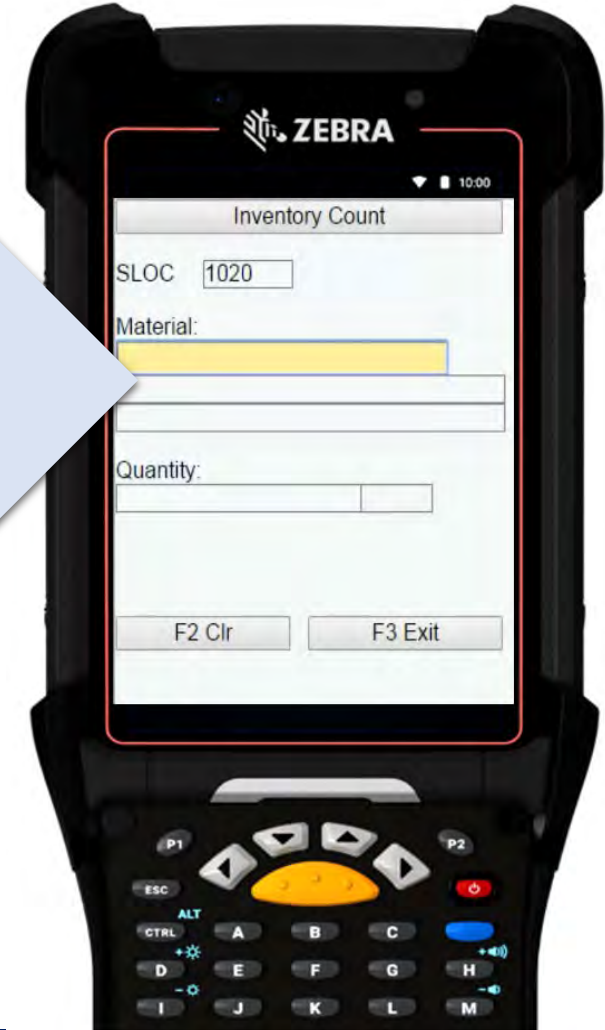 ZEBRA
10:00
Inventory Count
SLOC 1020
Material:
Quantity:
F2 Clr F3 Exit
P1 P2
ESC
ALT
CTRL A B C
D E F G H
I J K L M